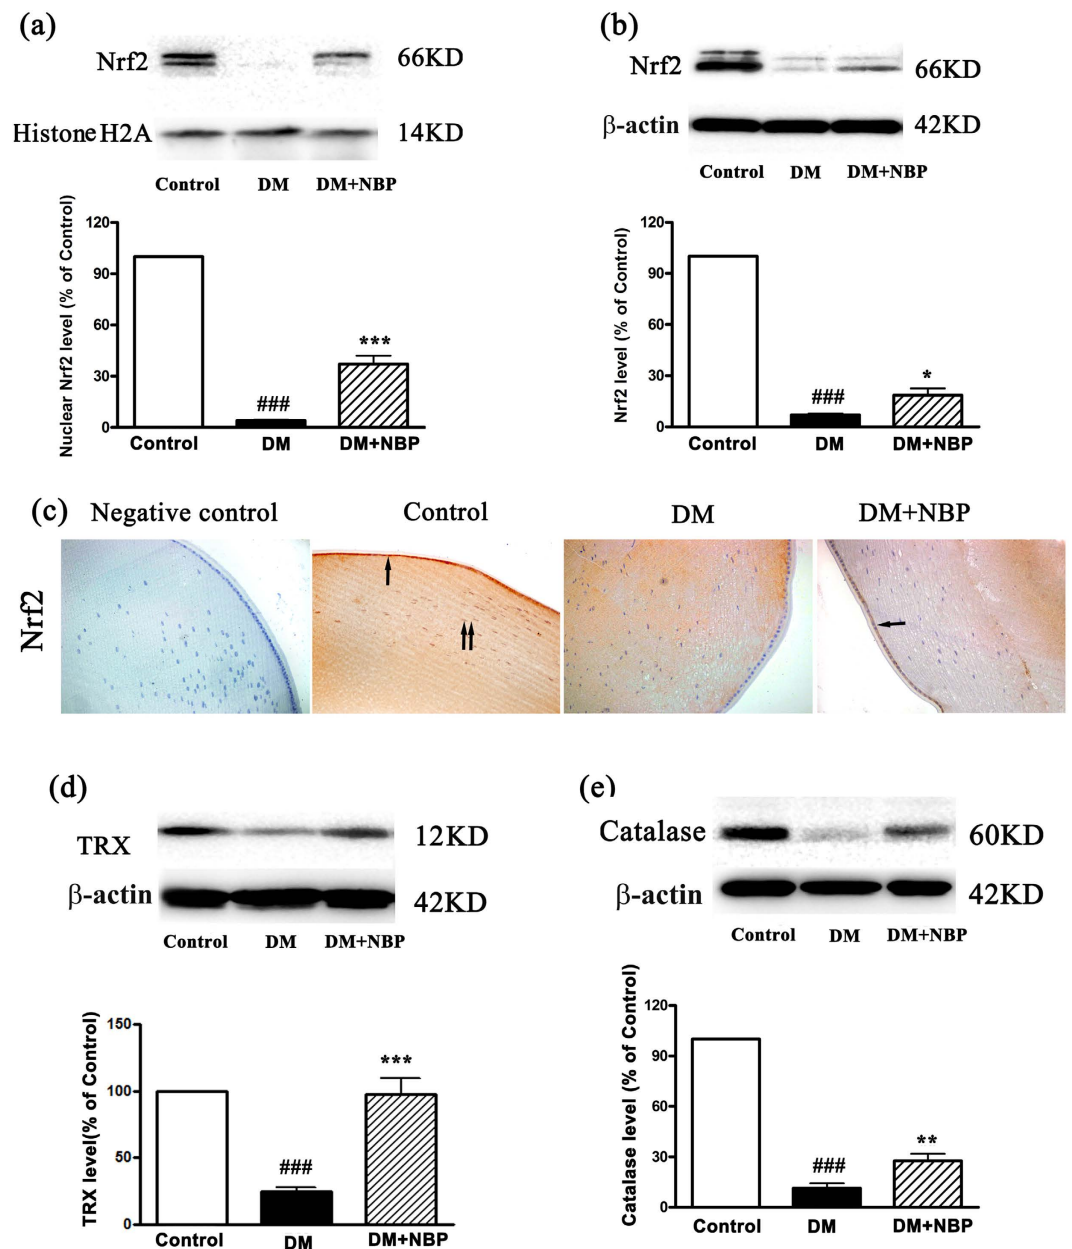 (a)
Nrf2
66KD
Histone H2A
14KD
Control DM DM+NBP
Nuclear Nrf2 level (% of Control)
120
90
60
30
0
***
###
Control DM DM+NBP
(b)
Nrf2
66KD
β-actin
42KD
Control DM DM+NBP
Nrf2 level (% of Control)
120
90
60
30
0
*
###
Control DM DM+NBP
(c)
Negative control Control DM DM+NBP
Nrf2
(d)
TRX
12KD
β-actin
42KD
Control DM DM+NBP
TRX level(% of Control)
150
100
50
0
***
###
Control DM DM+NBP
(e)
Catalase
60KD
β-actin
42KD
Control DM DM+NBP
Catalase level (% of Control)
120
90
60
30
0
**
###
Control DM DM+NBP